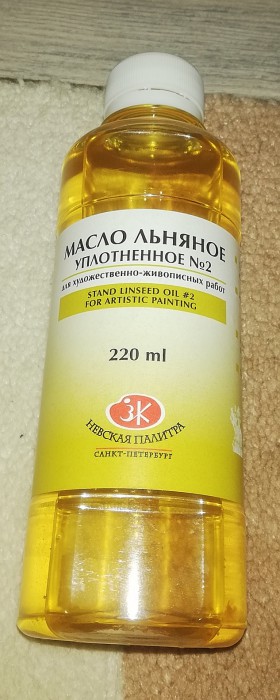 МАСЛО ЛЬНЯНОЕ
УПЛОТНЕННОЕ №2
для художественно-живописных работ
STAND LINSEED OIL #2
FOR ARTISTIC PAINTING
220 ml
ЗК
НЕВСКАЯ ПАЛИТРА
САНКТ-ПЕТЕРБУРГ